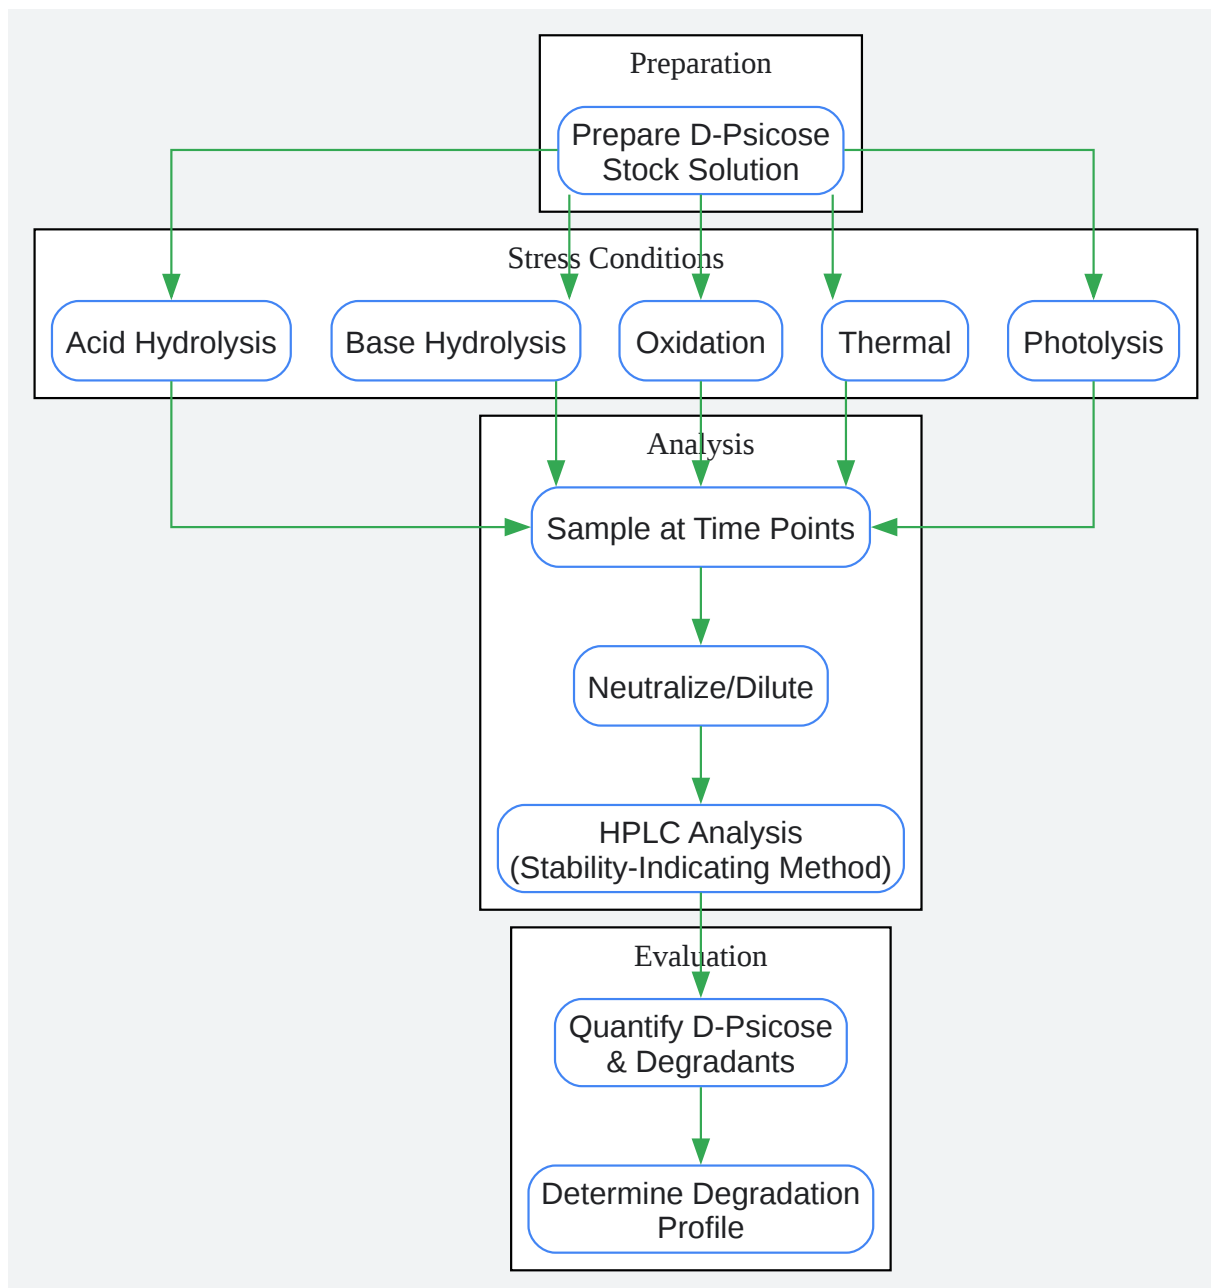 Preparation
Prepare D-Psicose
Stock Solution
Stress Conditions
Acid Hydrolysis
Base Hydrolysis
Oxidation
Thermal
Photolysis
Analysis
Sample at Time Points
Neutralize/Dilute
HPLC Analysis
(Stability-Indicating Method)
Evaluation
Quantify D-Psicose
& Degradants
Determine Degradation
Profile